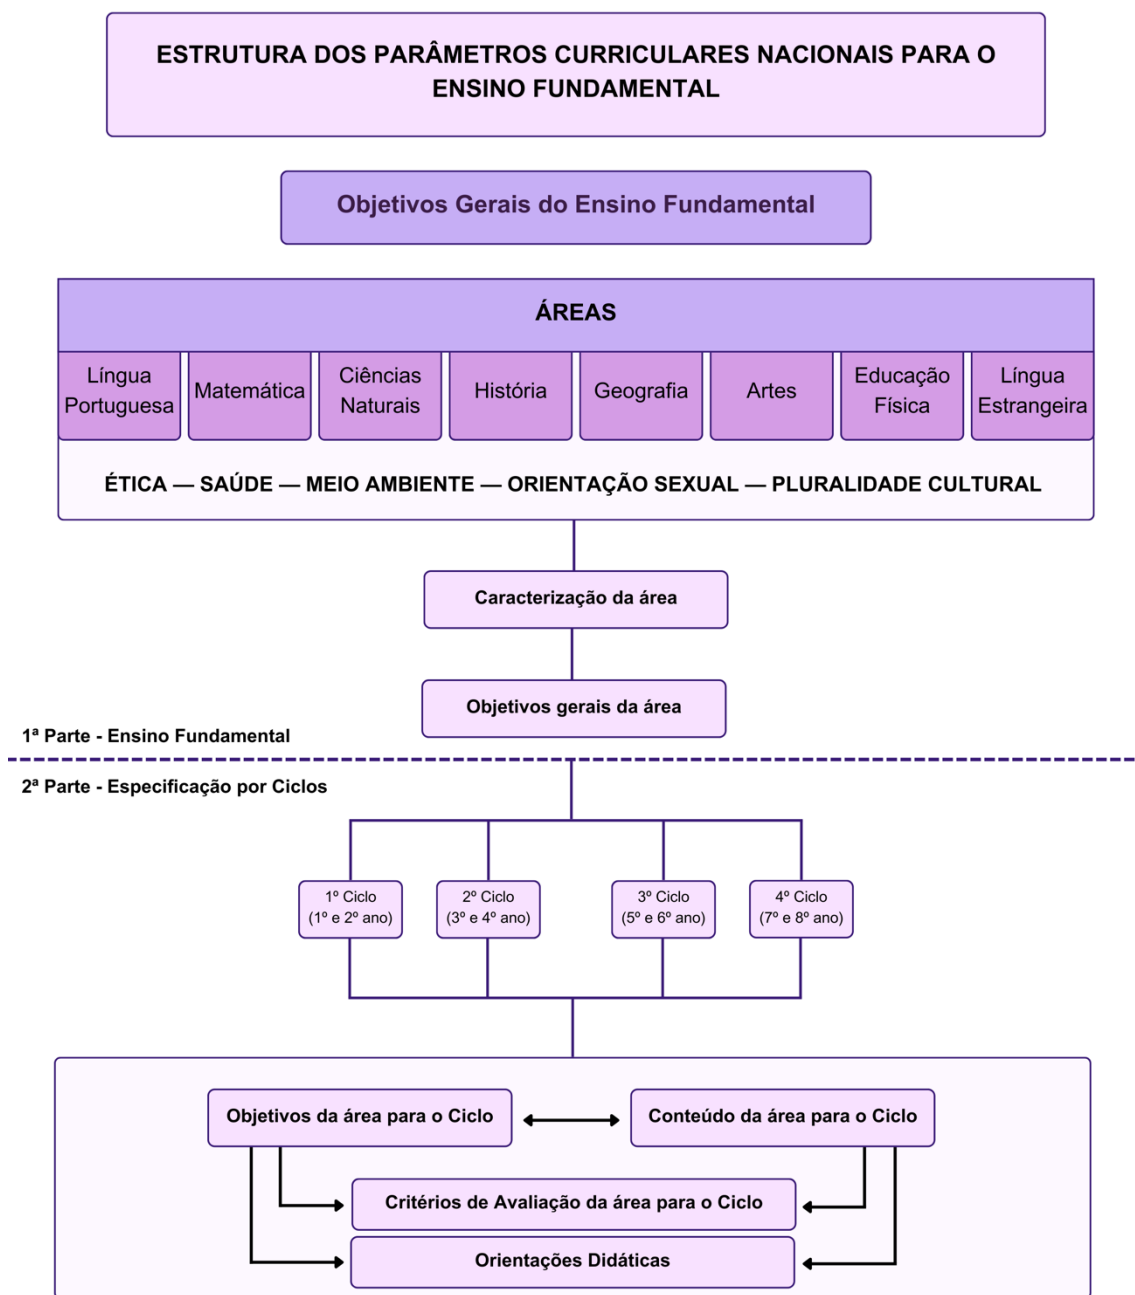 ESTRUTURA DOS PARÂMETROS CURRICULARES NACIONAIS PARA O
ENSINO FUNDAMENTAL
Objetivos Gerais do Ensino Fundamental
ÁREAS
Língua
Portuguesa
Matemática
Ciências
Naturais
História
Geografia
Artes
Educação
Física
Língua
Estrangeira
ÉTICA — SAÚDE — MEIO AMBIENTE — ORIENTAÇÃO SEXUAL — PLURALIDADE CULTURAL
Caracterização da área
Objetivos gerais da área
1ª Parte - Ensino Fundamental
2ª Parte - Especificação por Ciclos
1º Ciclo
(1º e 2º ano)
2º Ciclo
(3º e 4º ano)
3º Ciclo
(5º e 6º ano)
4º Ciclo
(7º e 8º ano)
Objetivos da área para o Ciclo
Conteúdo da área para o Ciclo
Critérios de Avaliação da área para o Ciclo
Orientações Didáticas